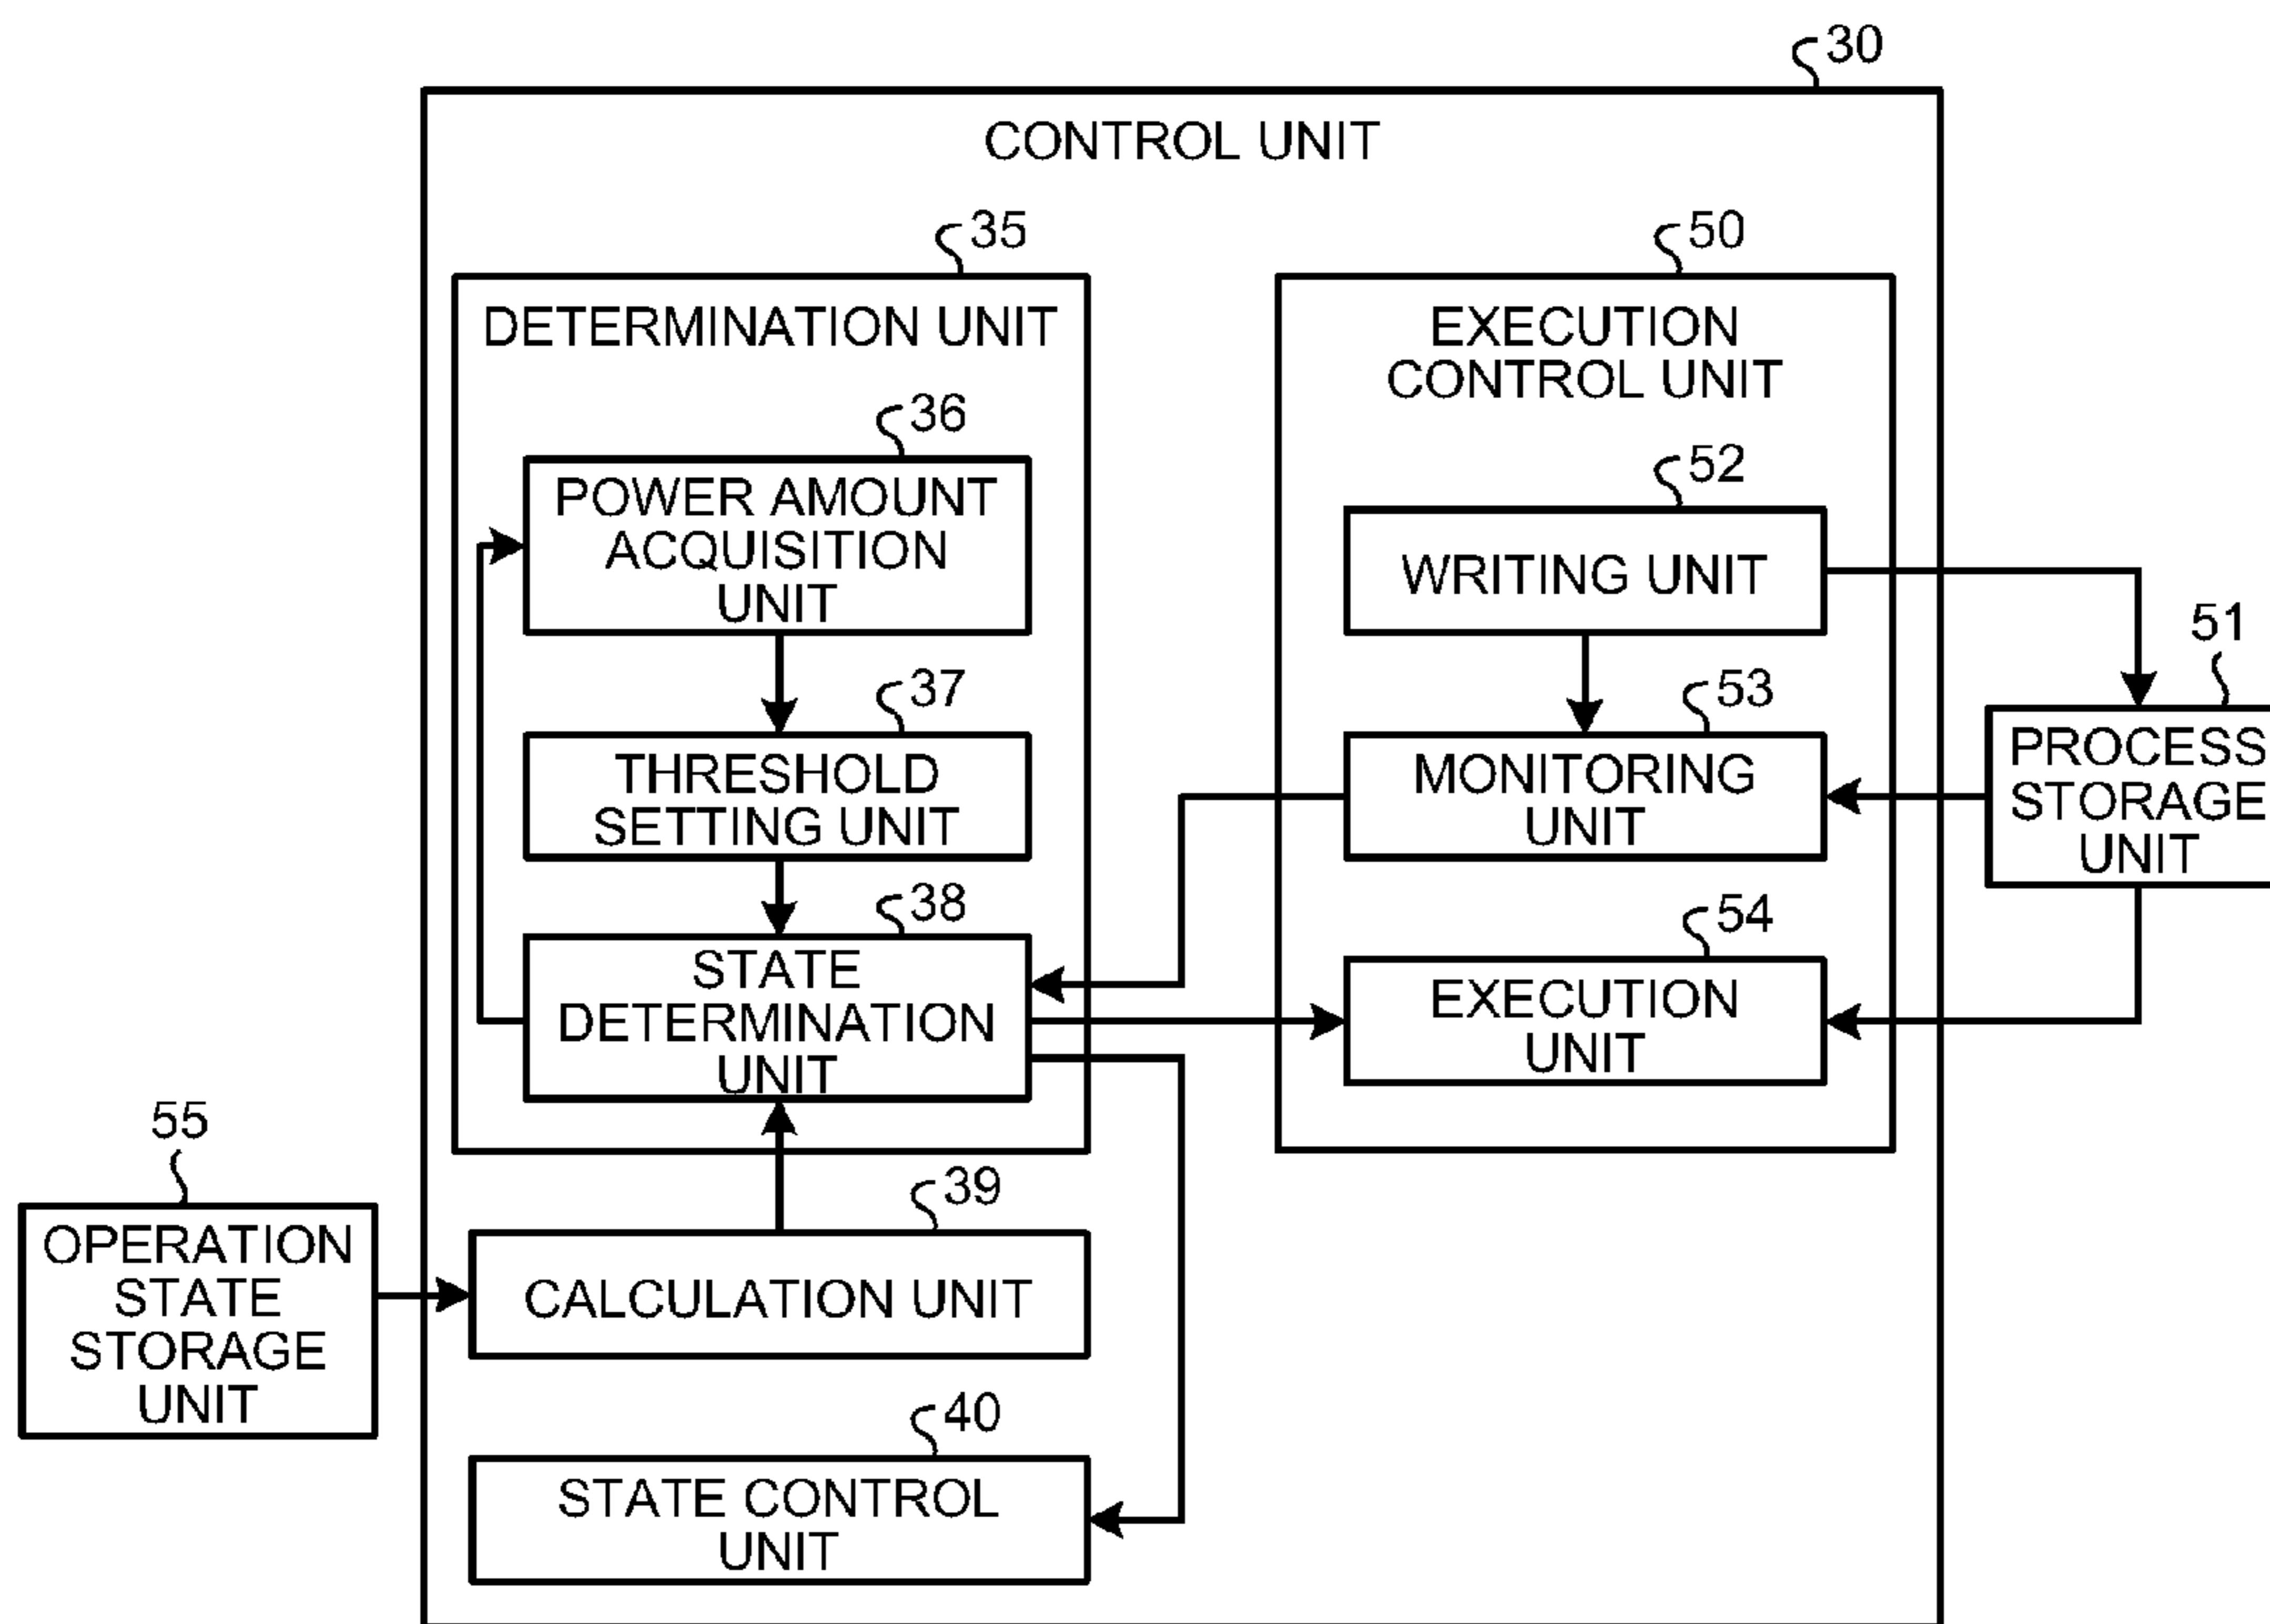 30
CONTROL UNIT
35
DETERMINATION UNIT
36
POWER AMOUNT
ACQUISITION
UNIT
37
THRESHOLD
SETTING UNIT
38
STATE
DETERMINATION
UNIT
50
EXECUTION
CONTROL UNIT
52
WRITING UNIT
53
MONITORING
UNIT
54
EXECUTION
UNIT
51
PROCESS
STORAGE
UNIT
55
OPERATION
STATE
STORAGE
UNIT
39
CALCULATION UNIT
40
STATE CONTROL
UNIT